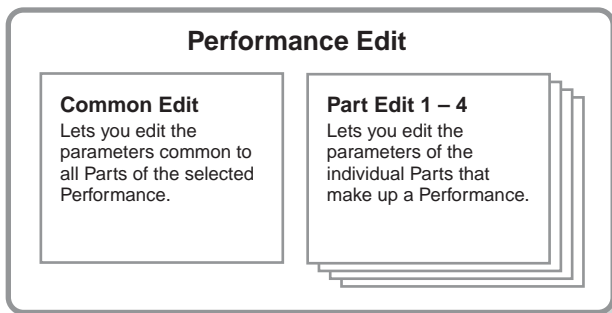 Performance Edit
Common Edit
Lets you edit the
parameters common to
all Parts of the selected
Performance.
Part Edit 1 – 4
Lets you edit the
parameters of the
individual Parts that
make up a Performance.